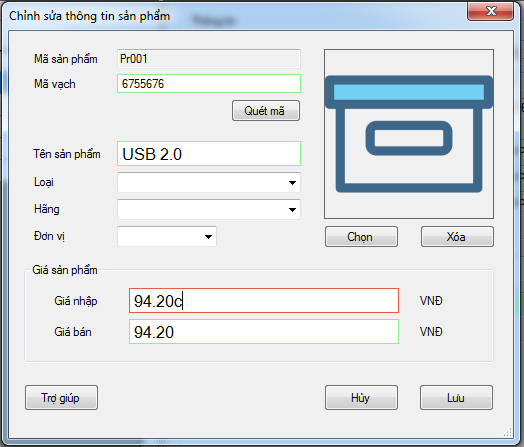 Chỉnh sửa thông tin sản phẩm
Mã sản phẩm
Pr001
Mã vạch
6755676
Quét mã
Tên sản phẩm
USB 2.0
Loại
Hãng
Đơn vị
Chọn
Xóa
Giá sản phẩm
Giá nhập
94.20c
VNĐ
Giá bán
94.20
VNĐ
Trợ giúp
Hủy
Lưu